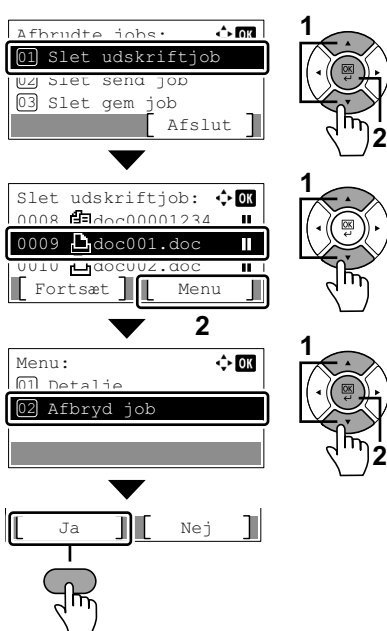 Afbrudte jobs: OK
01 Slet udskriftjob
02 Slet send job
03 Slet gem job
[ Afslut ]
1
OK
2
Slet udskriftjob: OK
0008 doc00001234
0009 doc001.doc
0010 doc002.doc
[ Fortsæt ] [ Menu ]
2
1
OK
Menu: OK
01 Detalje
02 Afbryd job
1
OK
2
[ Ja ] [ Nej ]